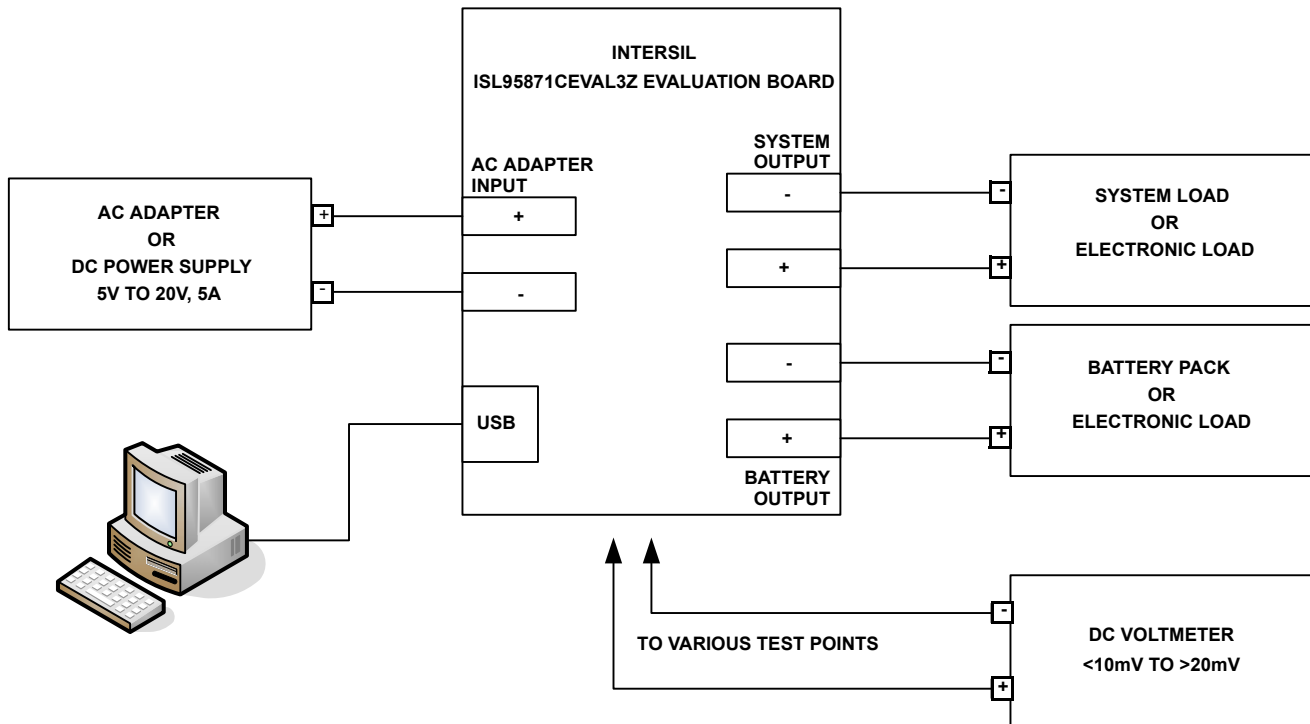 INTERSIL
ISL95871CEVAL3Z EVALUATION BOARD
AC ADAPTER
INPUT
+
-
USB
SYSTEM
OUTPUT
-
+
-
+
BATTERY
OUTPUT
AC ADAPTER
OR
DC POWER SUPPLY
5V TO 20V, 5A
+
-
-
+
SYSTEM LOAD
OR
ELECTRONIC LOAD
-
+
BATTERY PACK
OR
ELECTRONIC LOAD
TO VARIOUS TEST POINTS
-
+
DC VOLTMETER
<10mV TO >20mV